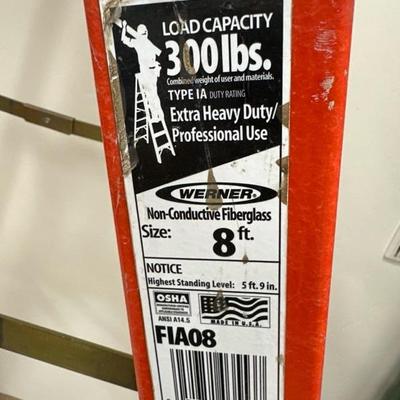 LOAD CAPACITY
300 lbs.
Combined weight of user and materials.
TYPE IA DUTY RATING
Extra Heavy Duty/
Professional Use
WERNER
Non-Conductive Fiberglass
Size: 8 ft.
NOTICE
Highest Standing Level: 5 ft. 9 in.
OSHA
ANSI A14.5
MADE IN U.S.A.
FIA08